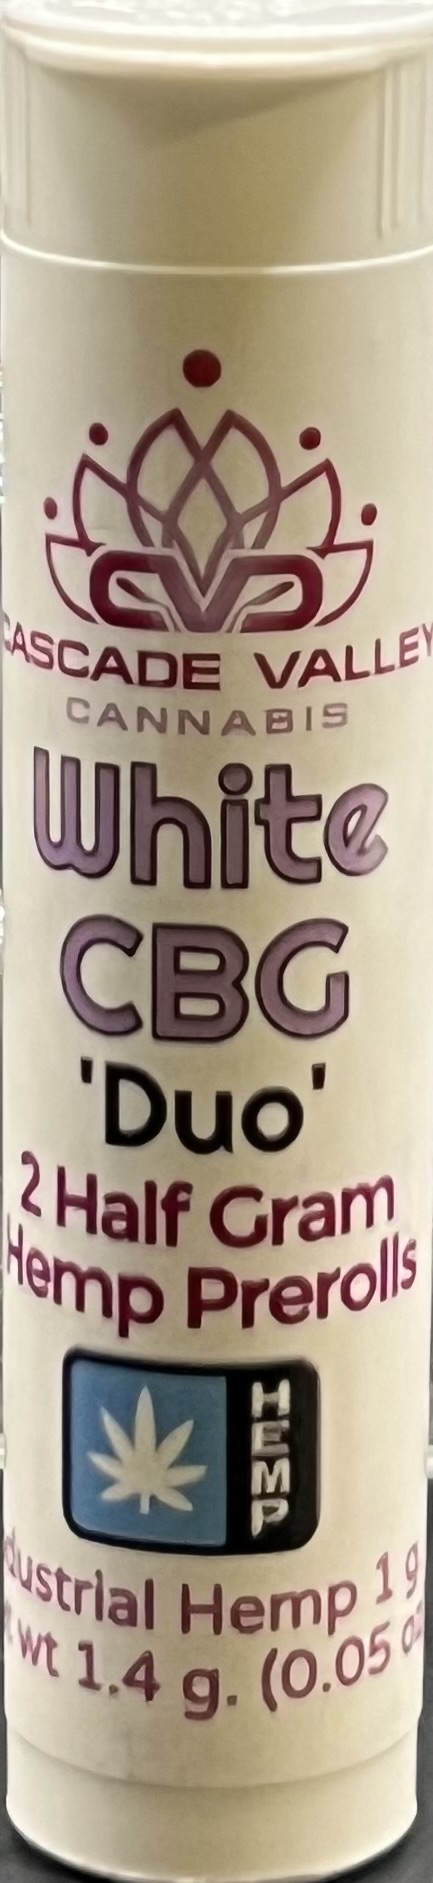 CASCADE VALLEY
CANNABIS
White
CBG
'Duo'
2 Half Gram
Hemp Prerolls
HEMP
Hemp 1 g
wt 1.4 g. (0.05